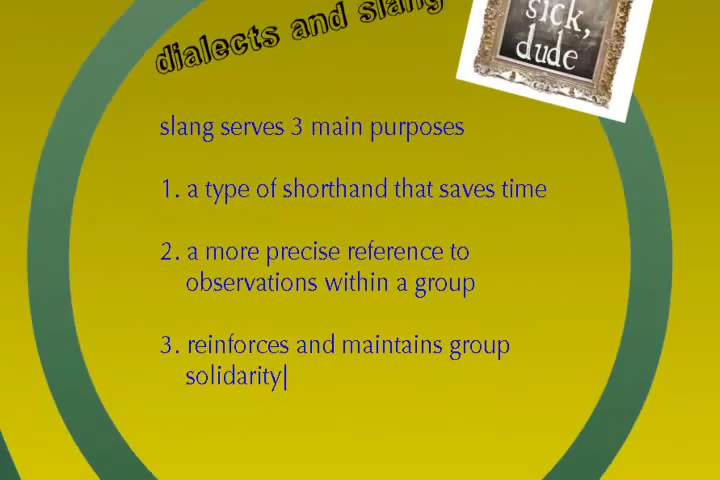 dialects and slang
sick,
dude
slang serves 3 main purposes
1. a type of shorthand that saves time
2. a more precise reference to
observations within a group
3. reinforces and maintains group
solidarity